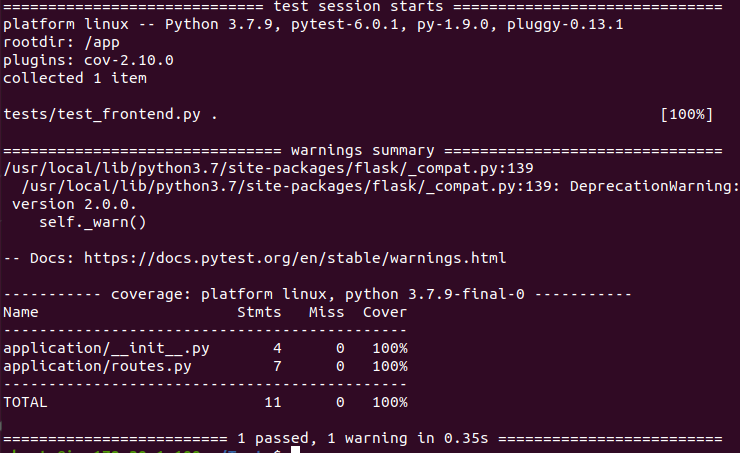 ============================= test session starts ==============================
platform linux -- Python 3.7.9, pytest-6.0.1, py-1.9.0, pluggy-0.13.1
rootdir: /app
plugins: cov-2.10.0
collected 1 item
tests/test_frontend.py . [100%]
=============================== warnings summary ===============================
/usr/local/lib/python3.7/site-packages/flask/_compat.py:139
/usr/local/lib/python3.7/site-packages/flask/_compat.py:139: DeprecationWarning:
version 2.0.0.
self._warn()
-- Docs: https://docs.pytest.org/en/stable/warnings.html
----------- coverage: platform linux, python 3.7.9-final-0 -----------
Name Stmts Miss Cover
---------------------------------------------
application/__init__.py 4 0 100%
application/routes.py 7 0 100%
---------------------------------------------
TOTAL 11 0 100%
========================= 1 passed, 1 warning in 0.35s =========================